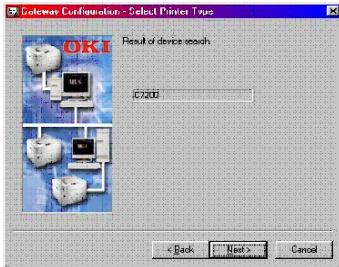 Gateway Configuration - Select Printer Type
OKI
Result of device search.
C7200
< Back
Next >
Cancel